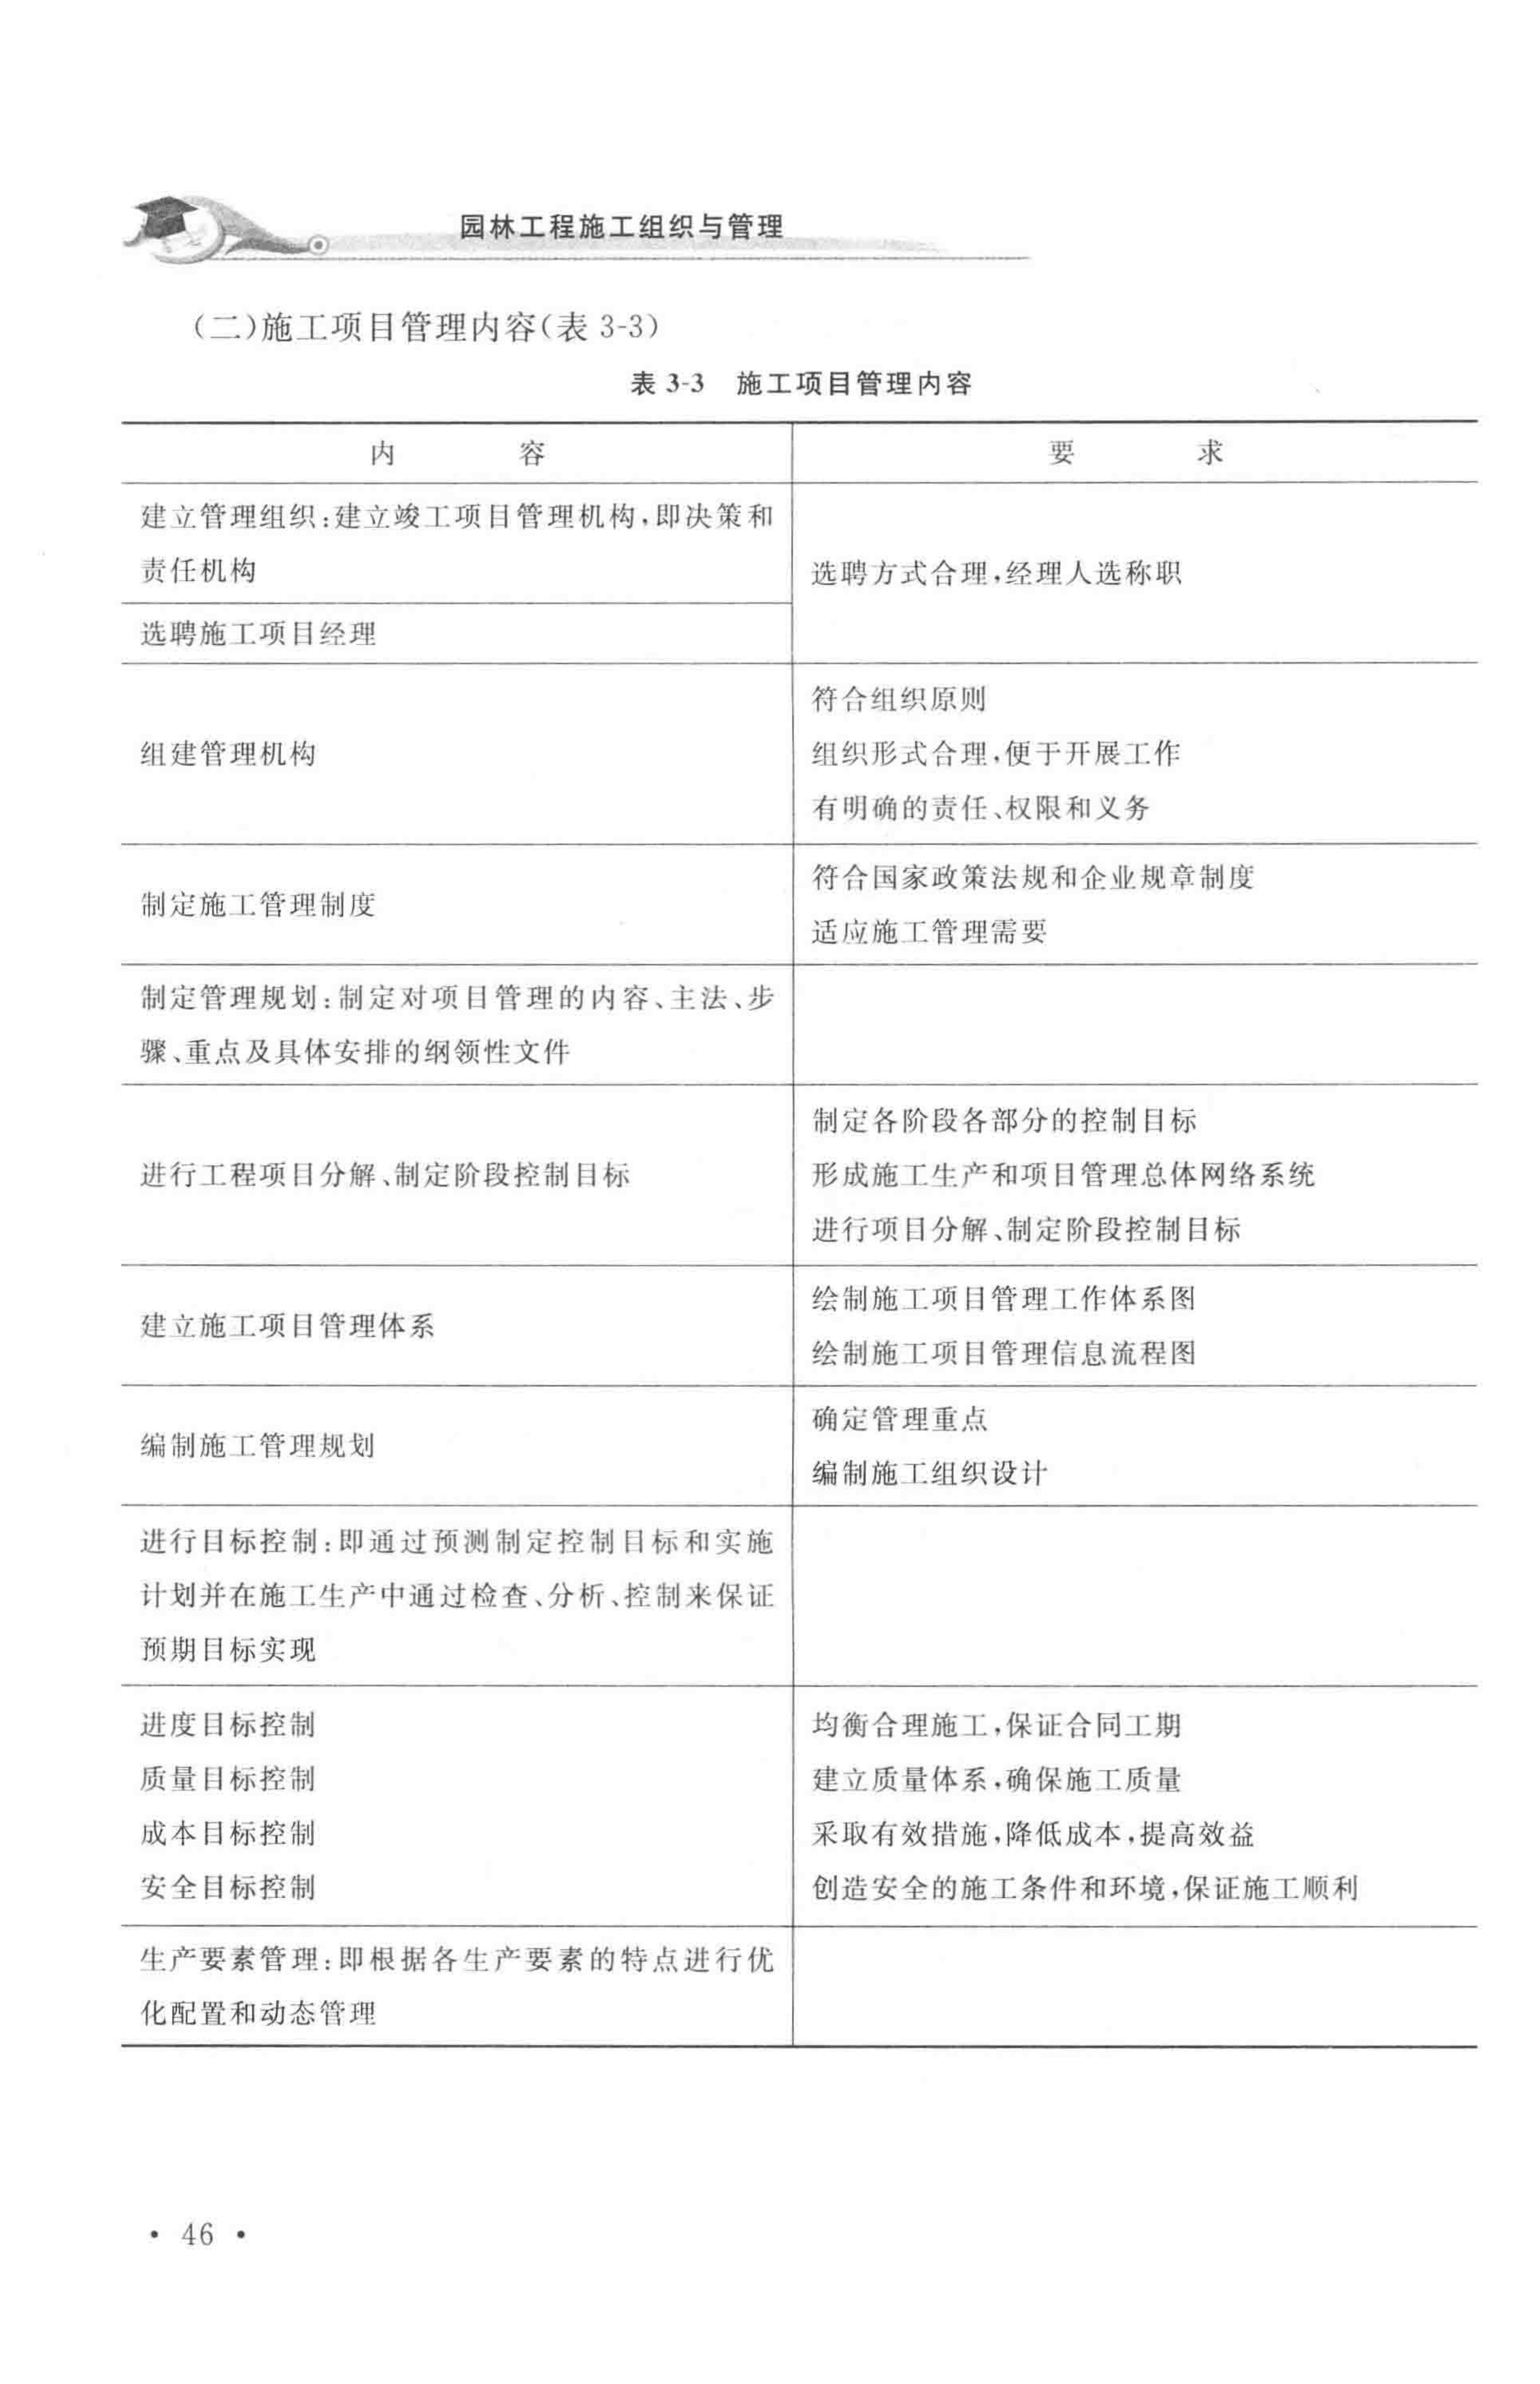 园林工程施工组织与管理
(二)施工项目管理内容(表 3-3)
表 3-3 施工项目管理内容
内 容
要 求
建立管理组织:建立竣工项目管理机构,即决策和
责任机构
选聘施工项目经理
选聘方式合理,经理人选称职
组建管理机构
符合组织原则
组织形式合理,便于开展工作
有明确的责任、权限和义务
制定施工管理制度
符合国家政策法规和企业规章制度
适应施工管理需要
制定管理规划:制定对项目管理的内容、主法、步
骤、重点及具体安排的纲领性文件
进行工程项目分解、制定阶段控制目标
制定各阶段各部分的控制目标
形成施工生产和项目管理总体网络系统
进行项目分解、制定阶段控制目标
建立施工项目管理体系
绘制施工项目管理工作体系图
绘制施工项目管理信息流程图
编制施工管理规划
确定管理重点
编制施工组织设计
进行目标控制:即通过预测制定控制目标和实施
计划并在施工生产中通过检查、分析、控制来保证
预期目标实现
进度目标控制
质量目标控制
成本目标控制
安全目标控制
均衡合理施工,保证合同工期
建立质量体系,确保施工质量
采取有效措施,降低成本,提高效益
创造安全的施工条件和环境,保证施工顺利
生产要素管理:即根据各生产要素的特点进行优
化配置和动态管理
· 46 ·